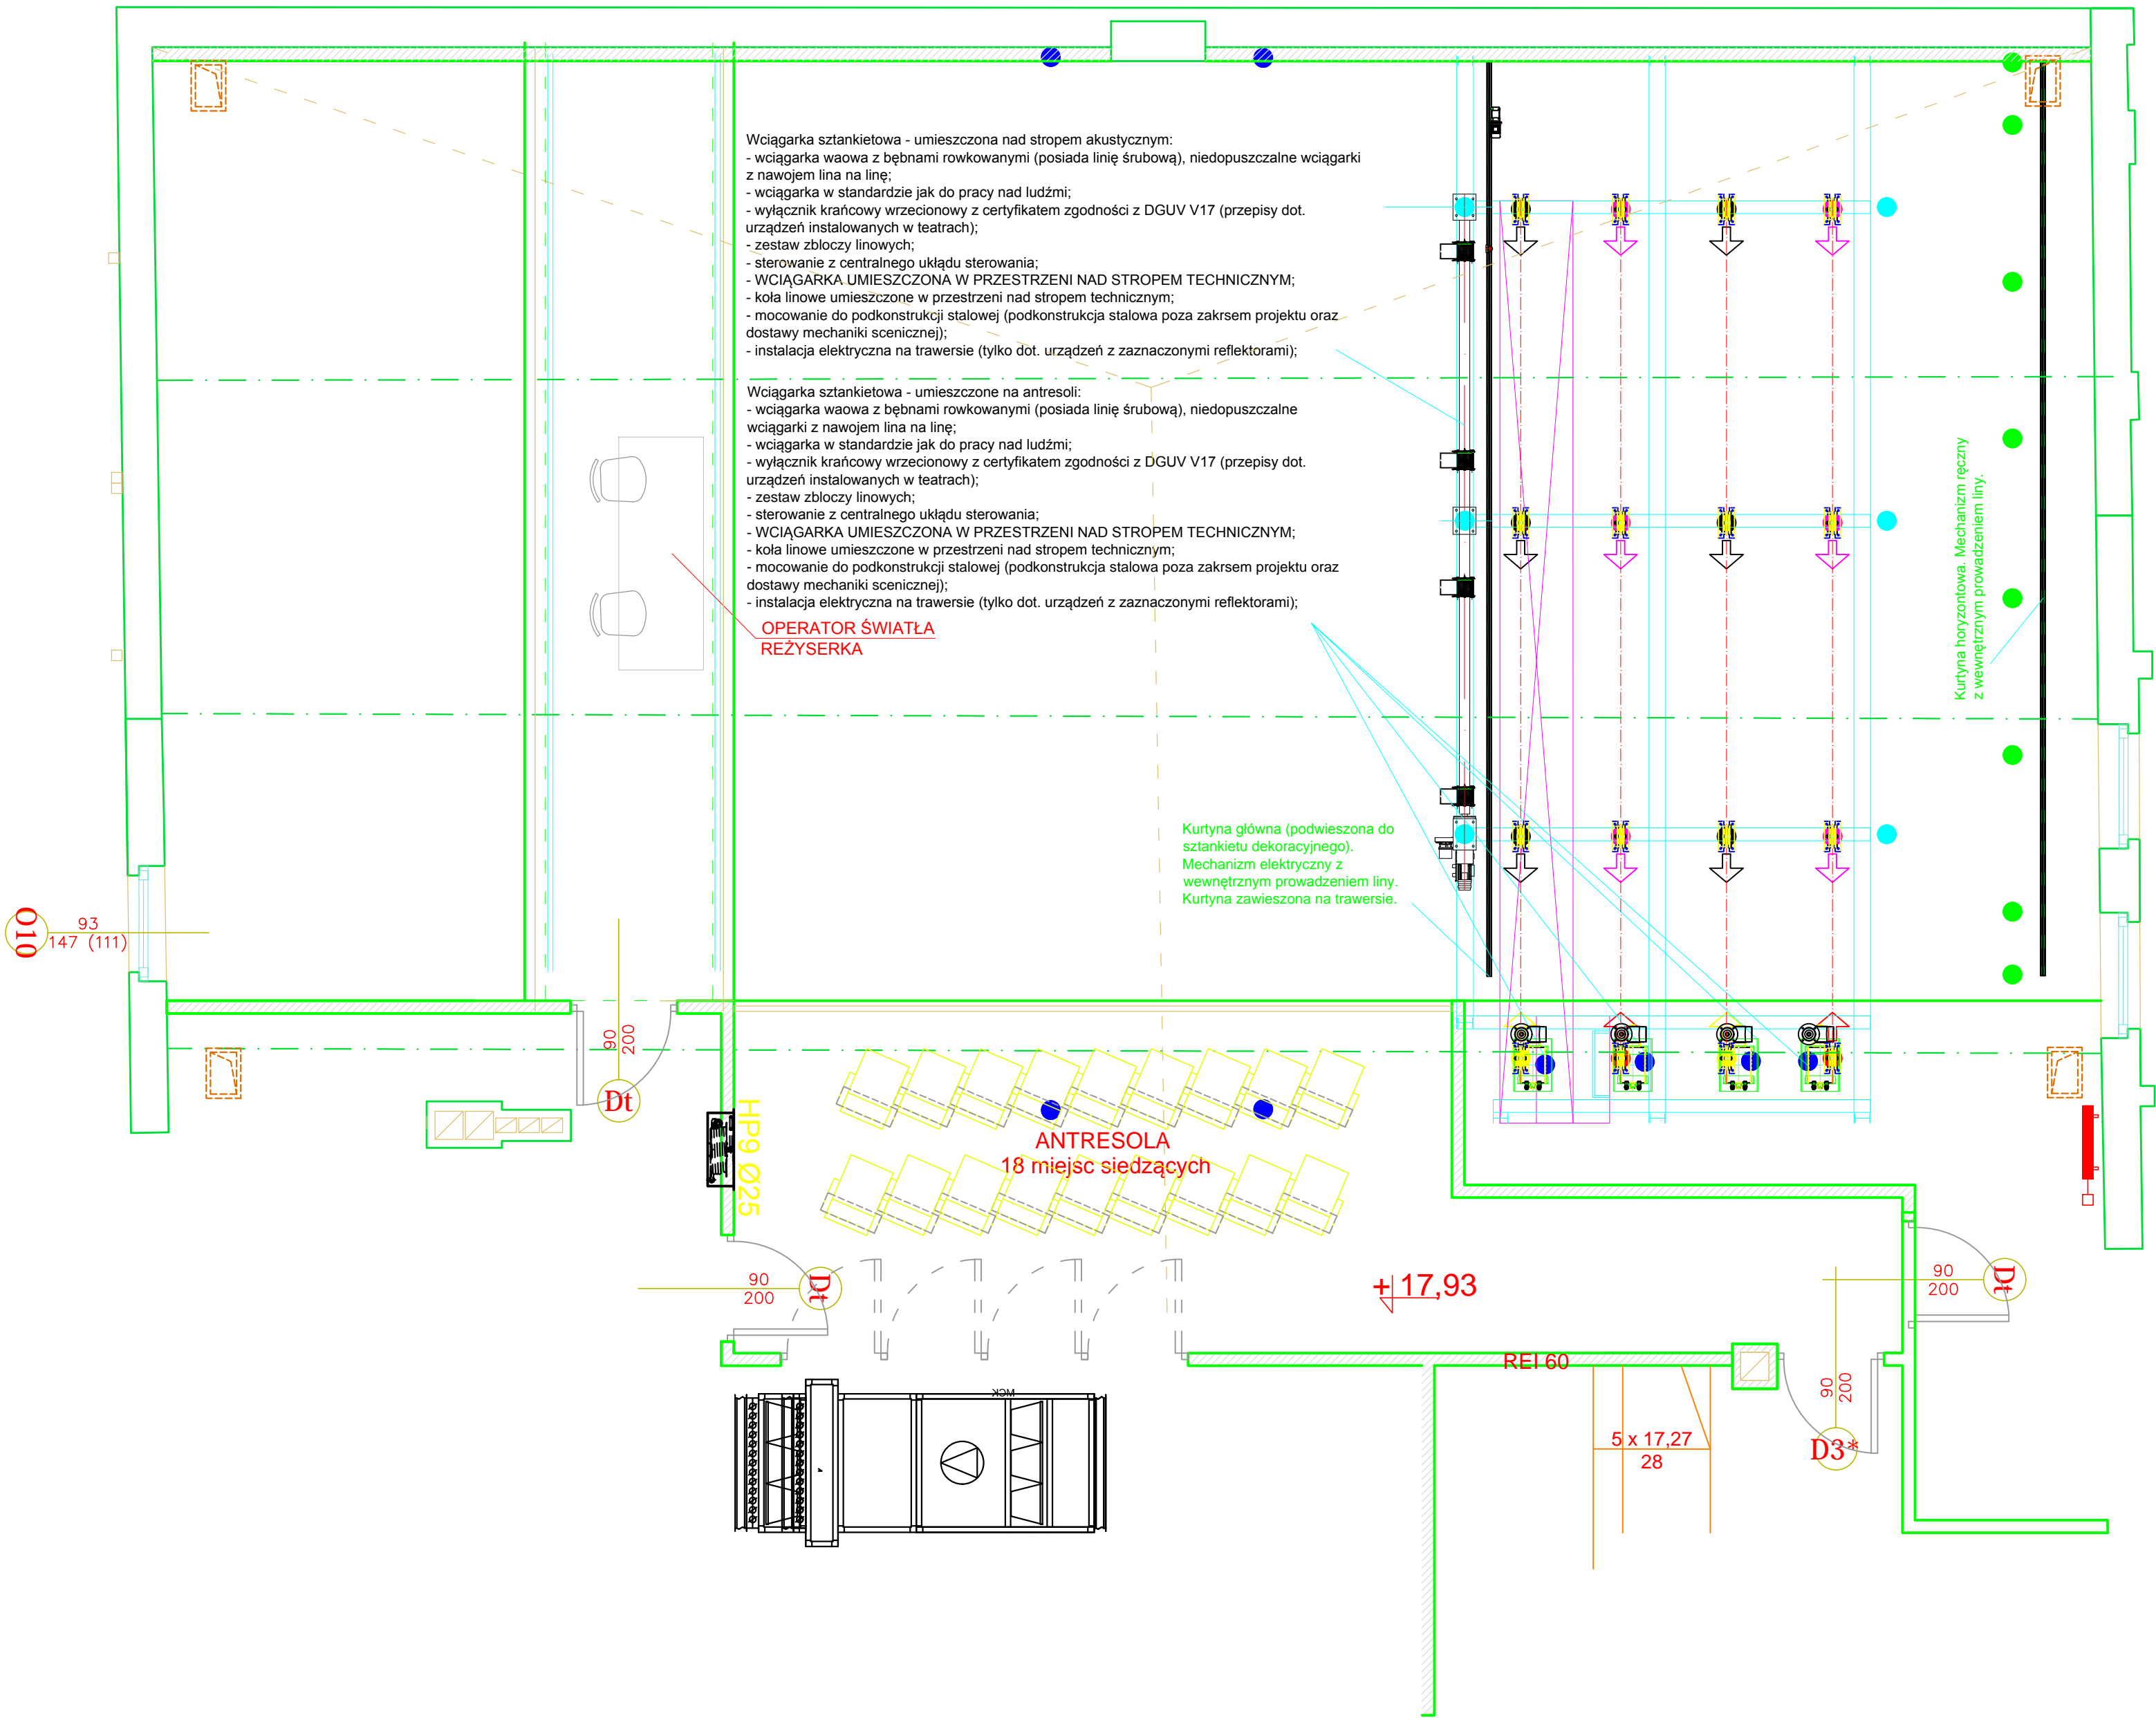 Wciągarka sztankietowa - umieszczona nad stropem akustycznym:
- wciągarka waowa z bębnami rowkowanymi (posiada linię śrubową), niedopuszczalne wciągarki
z nawojem lina na linę;
- wciągarka w standardzie jak do pracy nad ludźmi;
- wyłącznik krańcowy wrzecionowy z certyfikatem zgodności z DGUV V17 (przepisy dot.
urządzeń instalowanych w teatrach);
- zestaw zbloczy linowych;
- sterowanie z centralnego ukłądu sterowania;
- WCIĄGARKA UMIESZCZONA W PRZESTRZENI NAD STROPEM TECHNICZNYM;
- koła linowe umieszczone w przestrzeni nad stropem technicznym;
- mocowanie do podkonstrukcji stalowej (podkonstrukcja stalowa poza zakrsem projektu oraz
dostawy mechaniki scenicznej);
- instalacja elektryczna na trawersie (tylko dot. urządzeń z zaznaczonymi reflektorami);
Wciągarka sztankietowa - umieszczone na antresoli:
- wciągarka waowa z bębnami rowkowanymi (posiada linię śrubową), niedopuszczalne
wciągarki z nawojem lina na linę;
- wciągarka w standardzie jak do pracy nad ludźmi;
- wyłącznik krańcowy wrzecionowy z certyfikatem zgodności z DGUV V17 (przepisy dot.
urządzeń instalowanych w teatrach);
- zestaw zbloczy linowych;
- sterowanie z centralnego ukłądu sterowania;
- WCIĄGARKA UMIESZCZONA W PRZESTRZENI NAD STROPEM TECHNICZNYM;
- koła linowe umieszczone w przestrzeni nad stropem technicznym;
- mocowanie do podkonstrukcji stalowej (podkonstrukcja stalowa poza zakrsem projektu oraz
dostawy mechaniki scenicznej);
- instalacja elektryczna na trawersie (tylko dot. urządzeń z zaznaczonymi reflektorami);
OPERATOR ŚWIATŁA
REŻYSERKA
Kurtyna horyzontowa. Mechanizm ręczny
z wewnętrznym prowadzeniem liny.
Kurtyna główna (podwieszona do
sztankietu dekoracyjnego).
Mechanizm elektryczny z
wewnętrznym prowadzeniem liny.
Kurtyna zawieszona na trawersie.
O10
93
147 (111)
90
200
Dt
HP9 Ø25
ANTRESOLA
18 miejsc siedzących
90
200
Dt
+17,93
90
200
Dt
REI 60
90
200
D3*
5 x 17,27
28
MCK